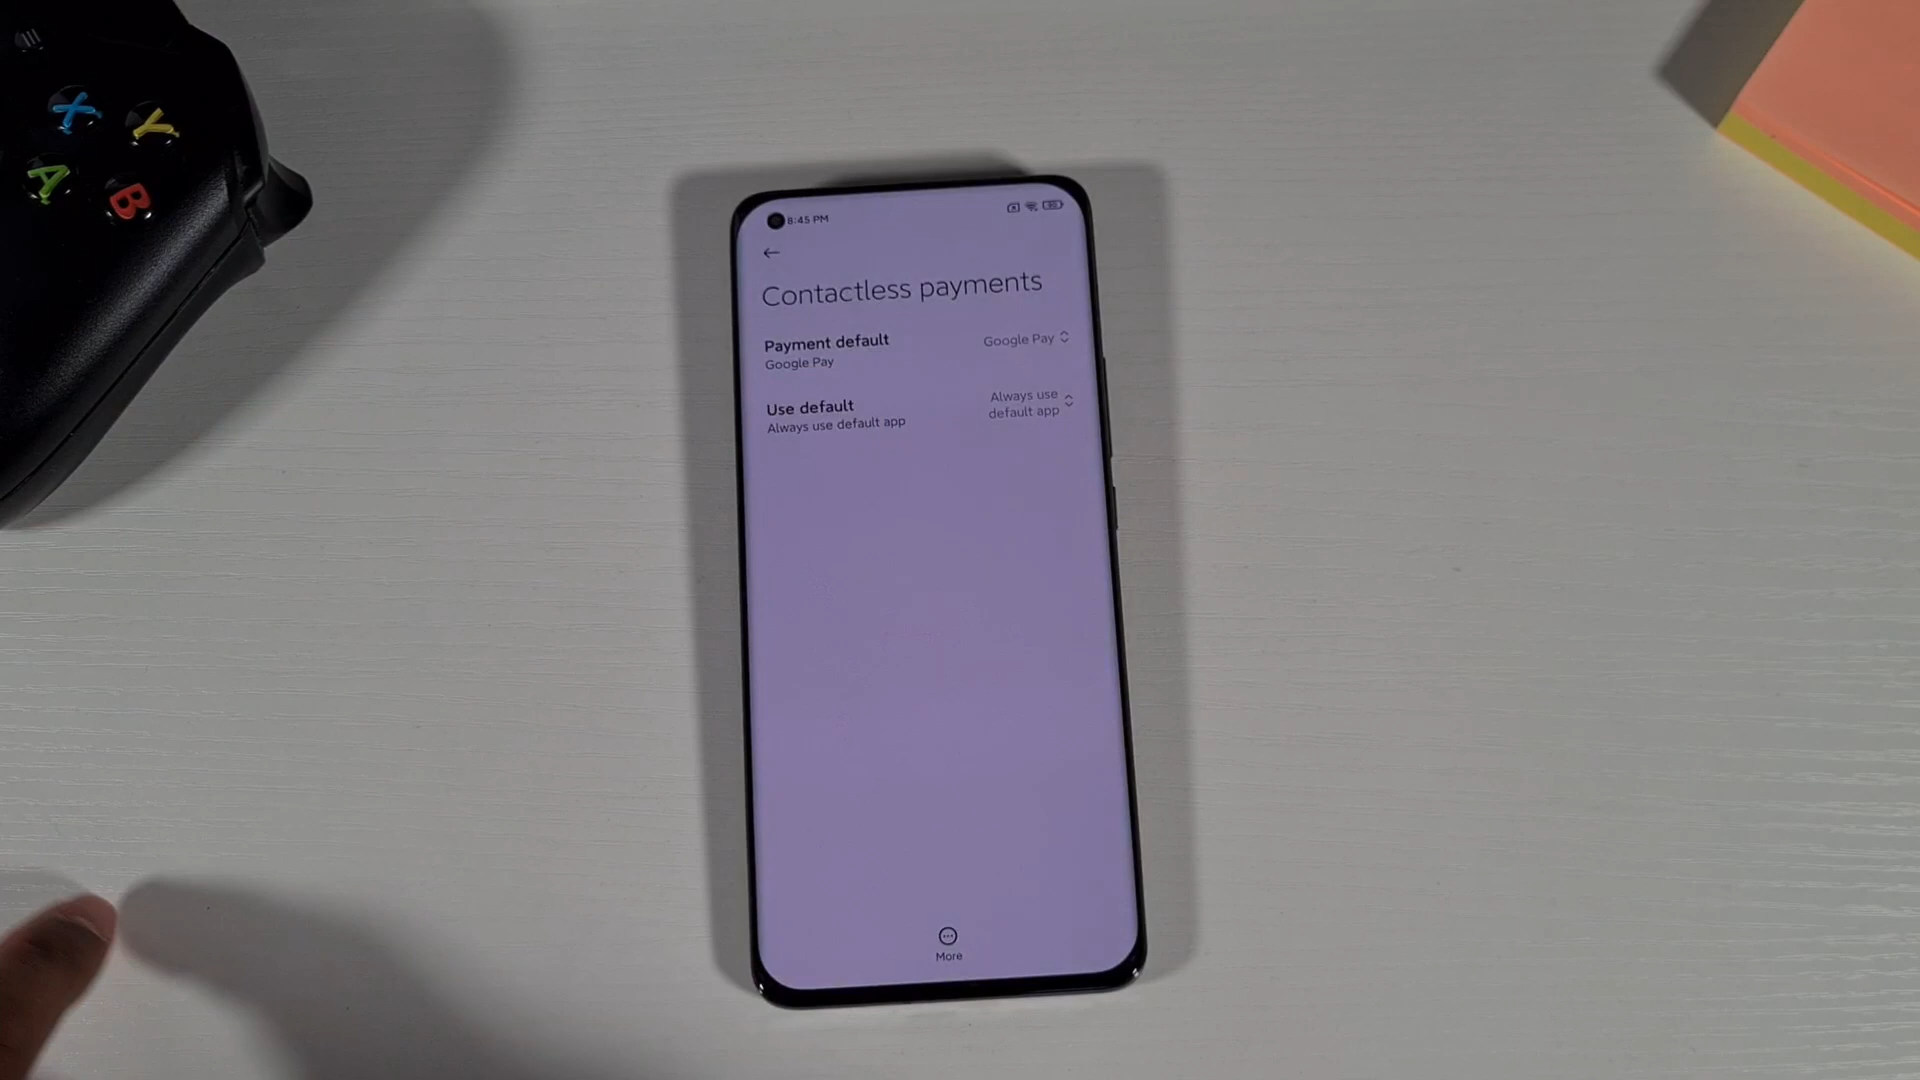 X
Y
A
B
8:45 PM
Contactless payments
Payment default
Google Pay
Google Pay
Use default
Always use default app
Always use
default app
More